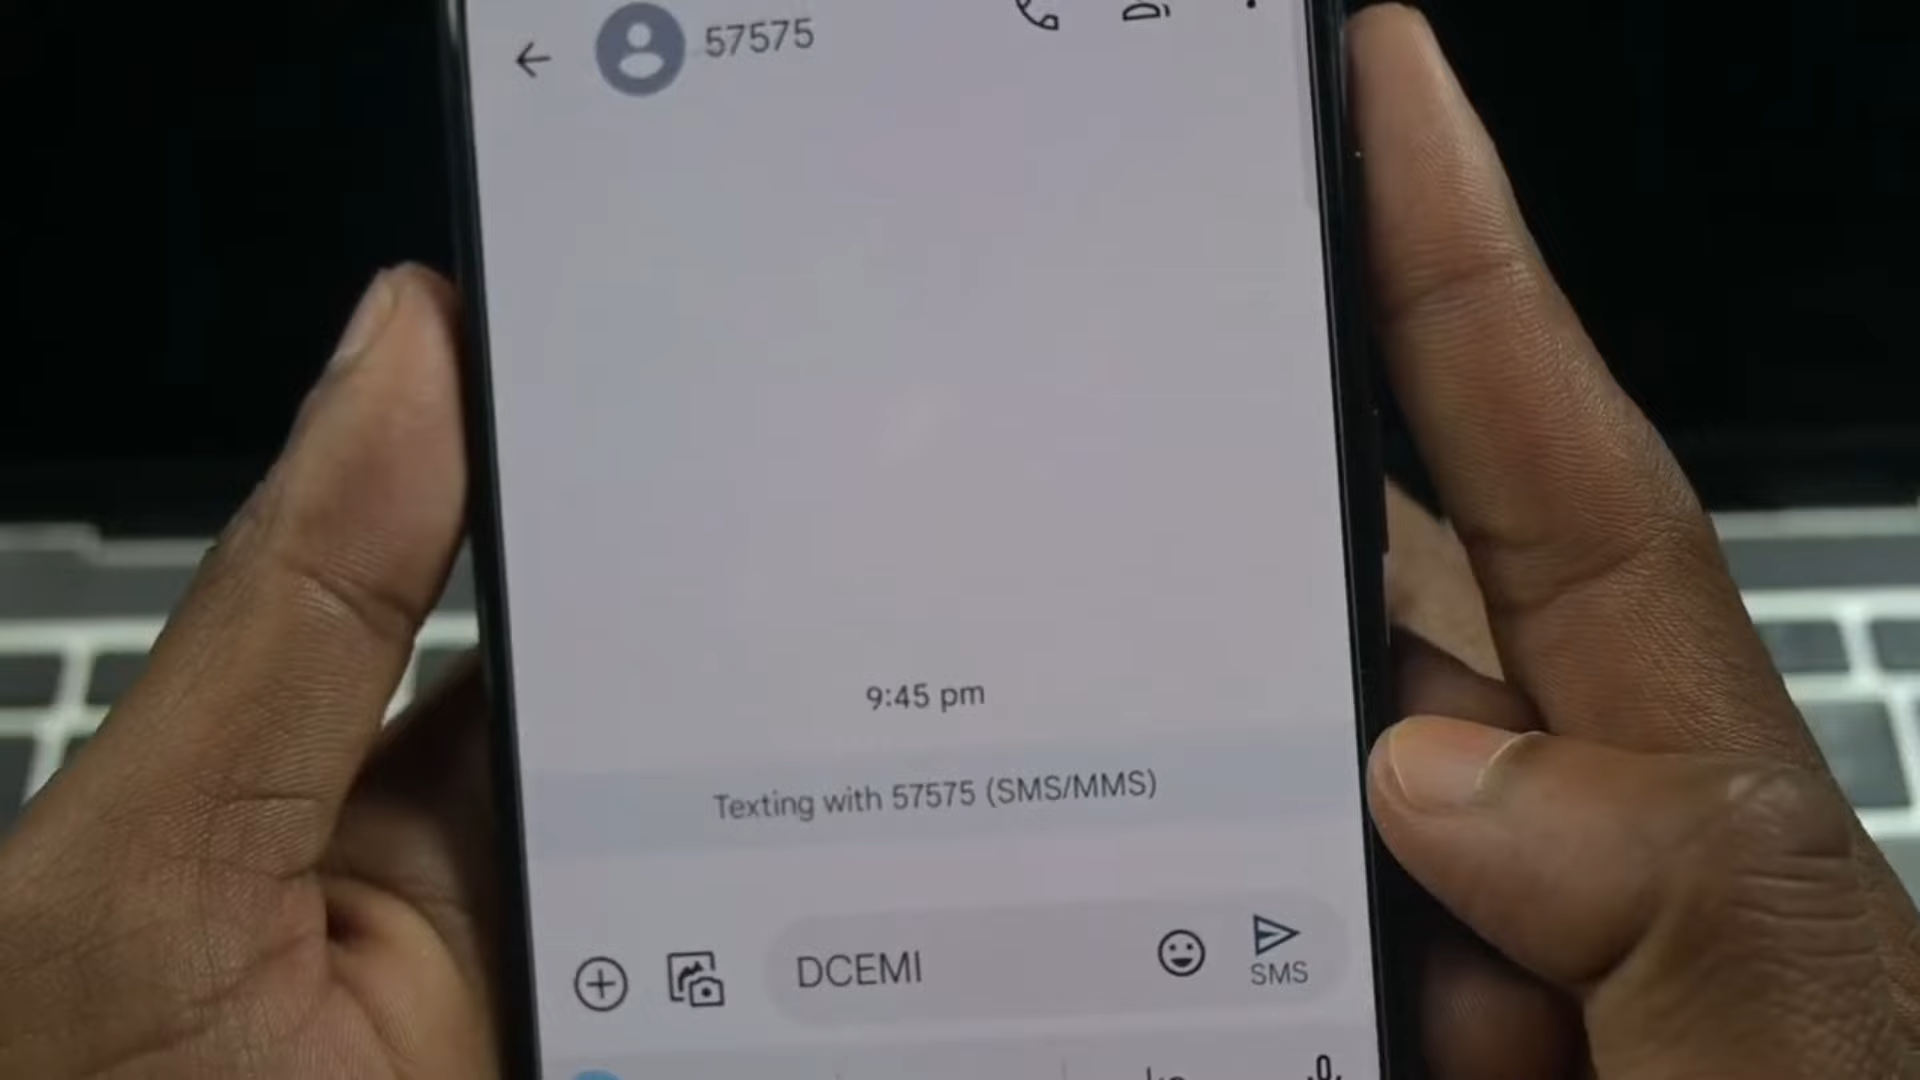 57575
9:45 pm
Texting with 57575 (SMS/MMS)
DCEMI
SMS